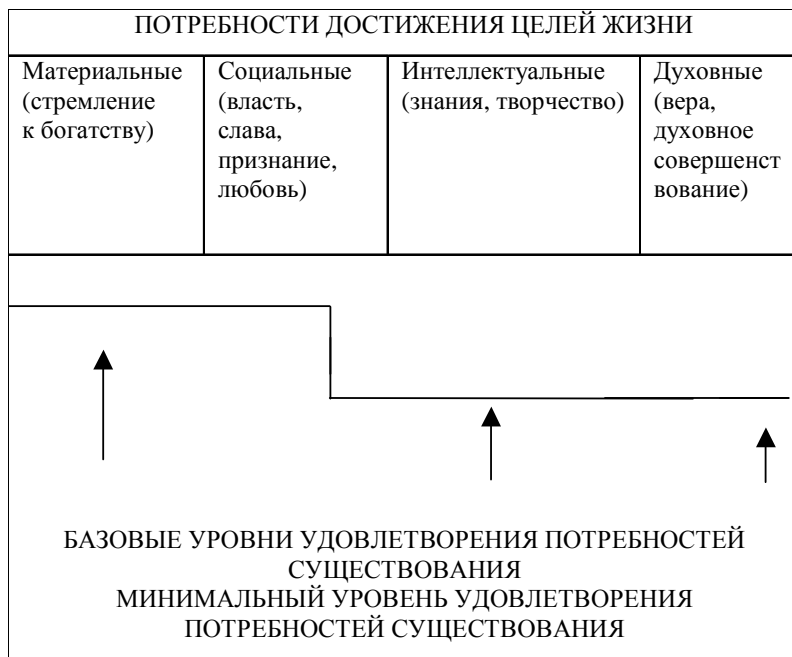 ПОТРЕБНОСТИ ДОСТИЖЕНИЯ ЦЕЛЕЙ ЖИЗНИ
Материальные
(стремление
к богатству)
Социальные
(власть,
слава,
признание,
любовь)
Интеллектуальные
(знания, творчество)
Духовные
(вера,
духовное
совершенст
вование)
БАЗОВЫЕ УРОВНИ УДОВЛЕТВОРЕНИЯ ПОТРЕБНОСТЕЙ
СУЩЕСТВОВАНИЯ
МИНИМАЛЬНЫЙ УРОВЕНЬ УДОВЛЕТВОРЕНИЯ
ПОТРЕБНОСТЕЙ СУЩЕСТВОВАНИЯ